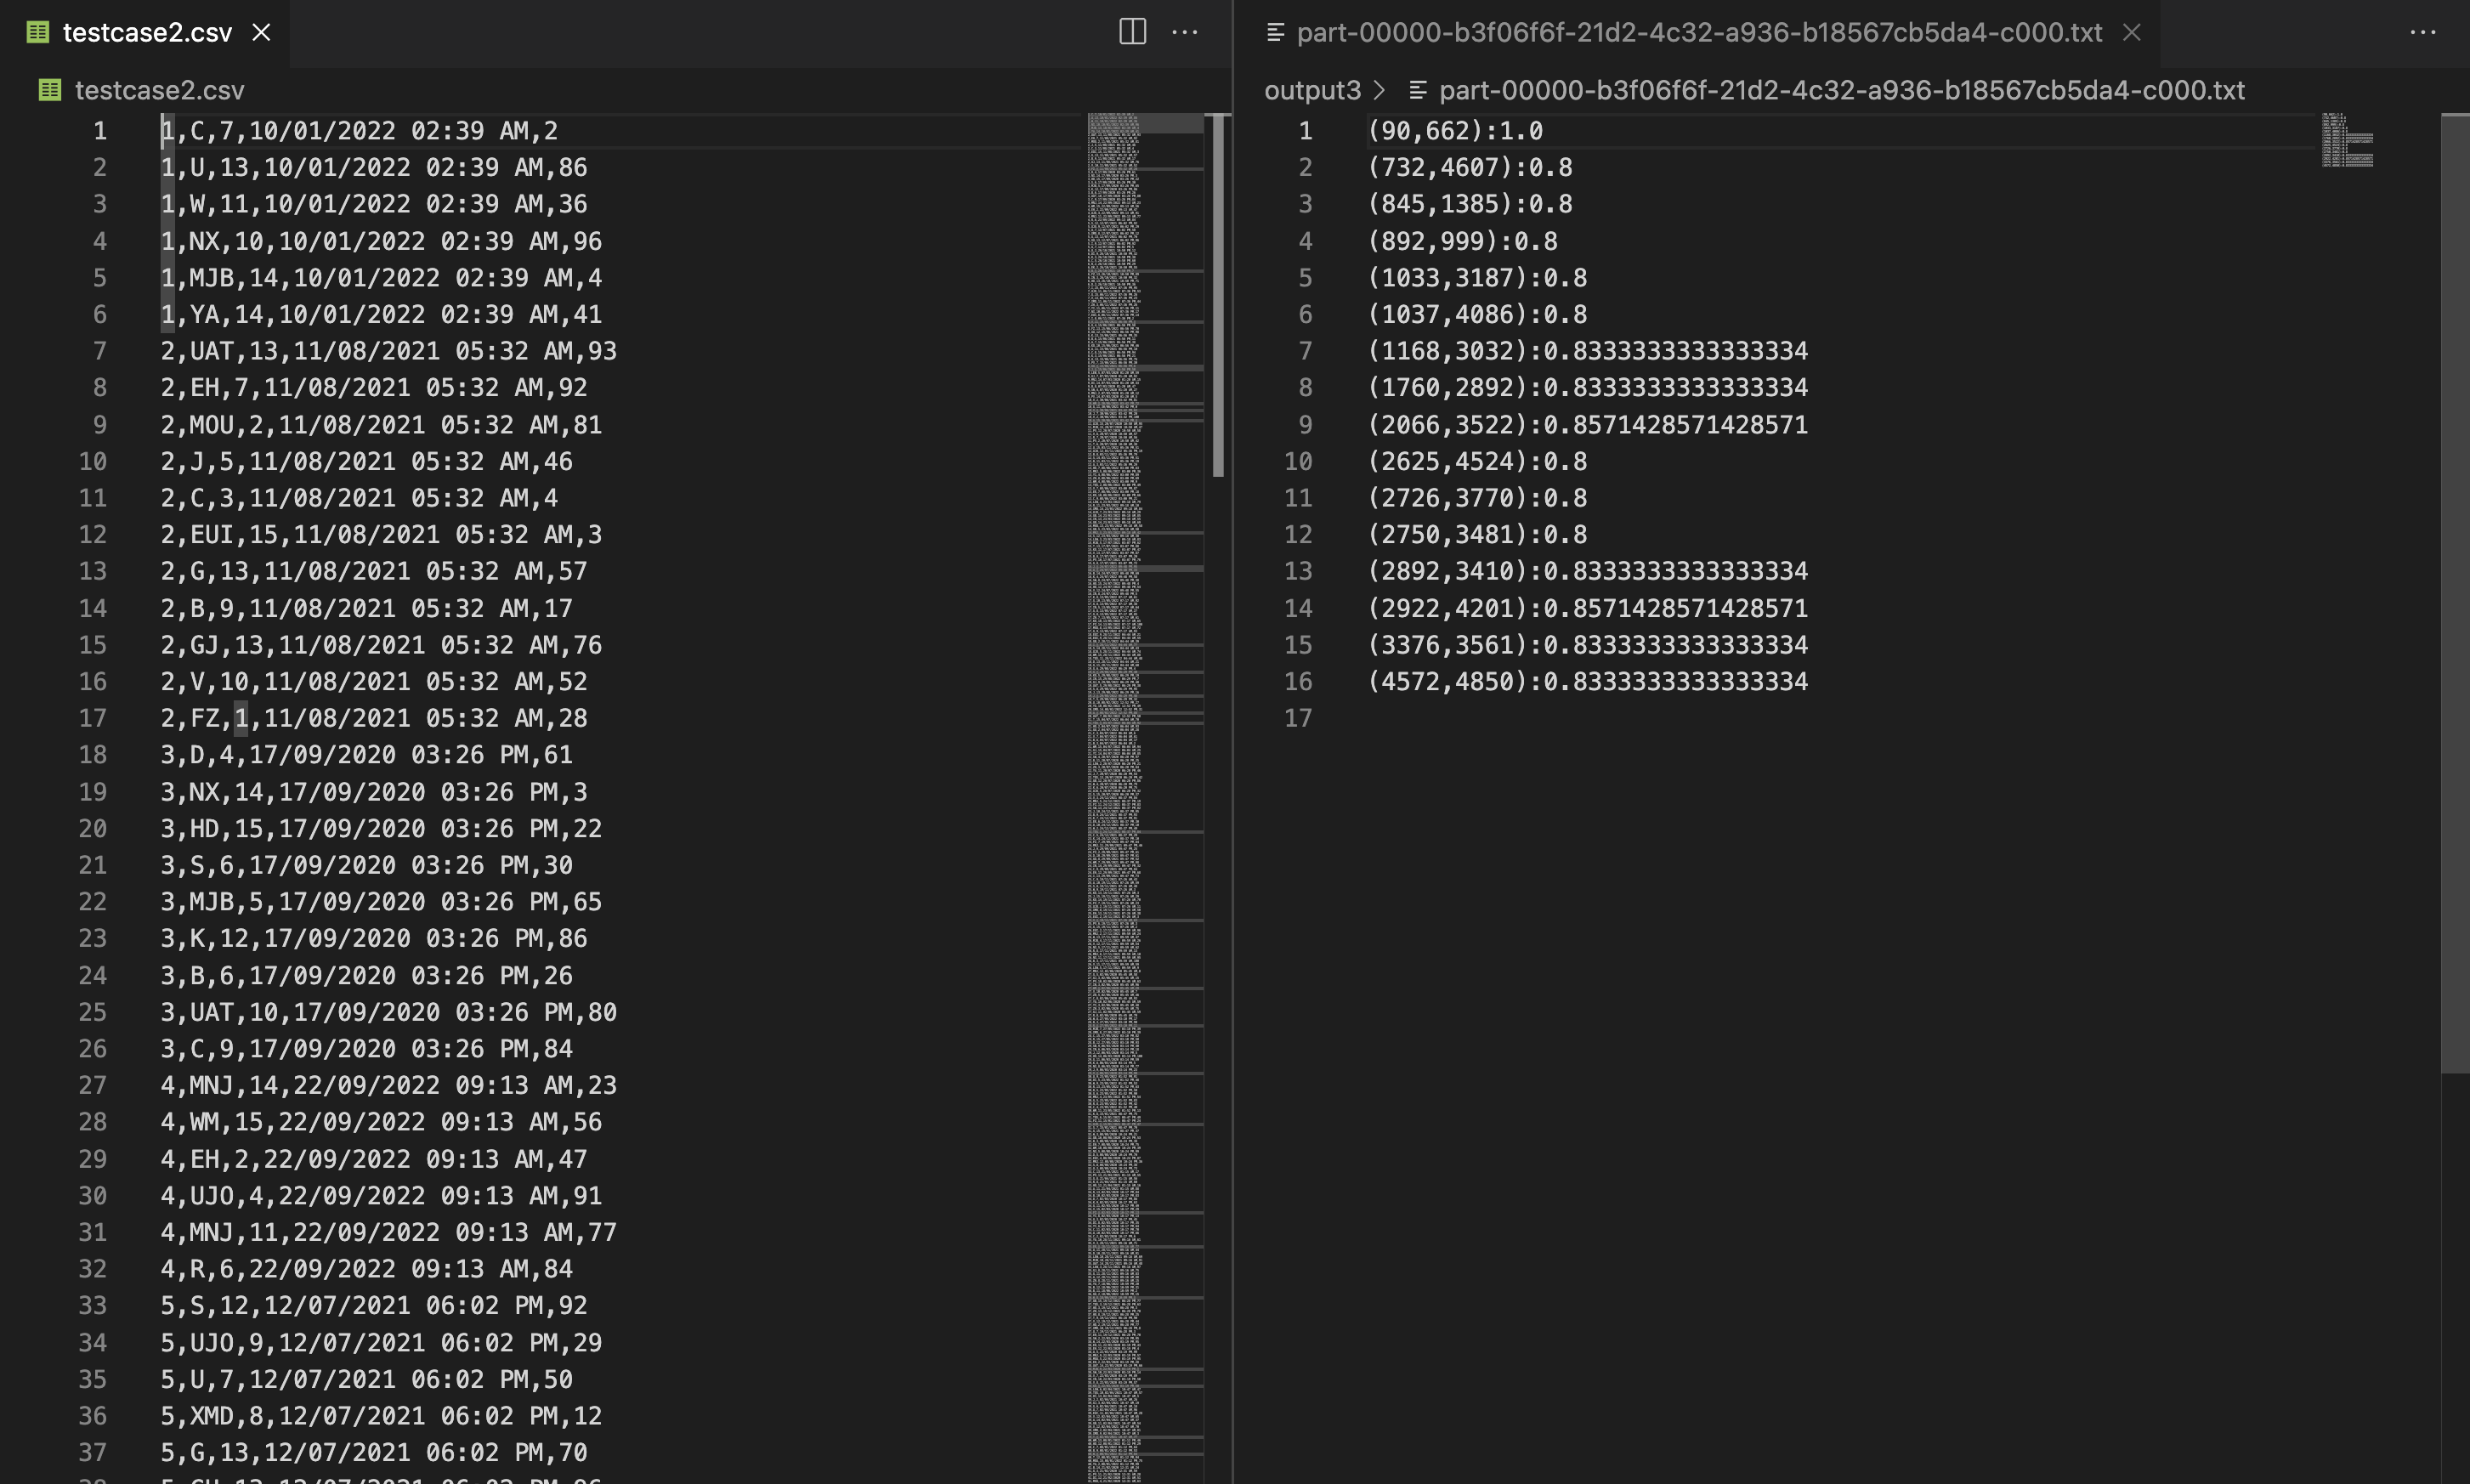 testcase2.csv
testcase2.csv
1 1,C,7,10/01/2022 02:39 AM,2
2 1,U,13,10/01/2022 02:39 AM,86
3 1,W,11,10/01/2022 02:39 AM,36
4 1,NX,10,10/01/2022 02:39 AM,96
5 1,MJB,14,10/01/2022 02:39 AM,4
6 1,YA,14,10/01/2022 02:39 AM,41
7 2,UAT,13,11/08/2021 05:32 AM,93
8 2,EH,7,11/08/2021 05:32 AM,92
9 2,MOU,2,11/08/2021 05:32 AM,81
10 2,J,5,11/08/2021 05:32 AM,46
11 2,C,3,11/08/2021 05:32 AM,4
12 2,EUI,15,11/08/2021 05:32 AM,3
13 2,G,13,11/08/2021 05:32 AM,57
14 2,B,9,11/08/2021 05:32 AM,17
15 2,GJ,13,11/08/2021 05:32 AM,76
16 2,V,10,11/08/2021 05:32 AM,52
17 2,FZ,1,11/08/2021 05:32 AM,28
18 3,D,4,17/09/2020 03:26 PM,61
19 3,NX,14,17/09/2020 03:26 PM,3
20 3,HD,15,17/09/2020 03:26 PM,22
21 3,S,6,17/09/2020 03:26 PM,30
22 3,MJB,5,17/09/2020 03:26 PM,65
23 3,K,12,17/09/2020 03:26 PM,86
24 3,B,6,17/09/2020 03:26 PM,26
25 3,UAT,10,17/09/2020 03:26 PM,80
26 3,C,9,17/09/2020 03:26 PM,84
27 4,MNJ,14,22/09/2022 09:13 AM,23
28 4,WM,15,22/09/2022 09:13 AM,56
29 4,EH,2,22/09/2022 09:13 AM,47
30 4,UJO,4,22/09/2022 09:13 AM,91
31 4,MNJ,11,22/09/2022 09:13 AM,77
32 4,R,6,22/09/2022 09:13 AM,84
33 5,S,12,12/07/2021 06:02 PM,92
34 5,UJO,9,12/07/2021 06:02 PM,29
35 5,U,7,12/07/2021 06:02 PM,50
36 5,XMD,8,12/07/2021 06:02 PM,12
37 5,G,13,12/07/2021 06:02 PM,70
part-00000-b3f06f6f-21d2-4c32-a936-b18567cb5da4-c000.txt
output3 > part-00000-b3f06f6f-21d2-4c32-a936-b18567cb5da4-c000.txt
1 (90,662):1.0
2 (732,4607):0.8
3 (845,1385):0.8
4 (892,999):0.8
5 (1033,3187):0.8
6 (1037,4086):0.8
7 (1168,3032):0.8333333333333334
8 (1760,2892):0.8333333333333334
9 (2066,3522):0.8571428571428571
10 (2625,4524):0.8
11 (2726,3770):0.8
12 (2750,3481):0.8
13 (2892,3410):0.8333333333333334
14 (2922,4201):0.8571428571428571
15 (3376,3561):0.8333333333333334
16 (4572,4850):0.8333333333333334
17